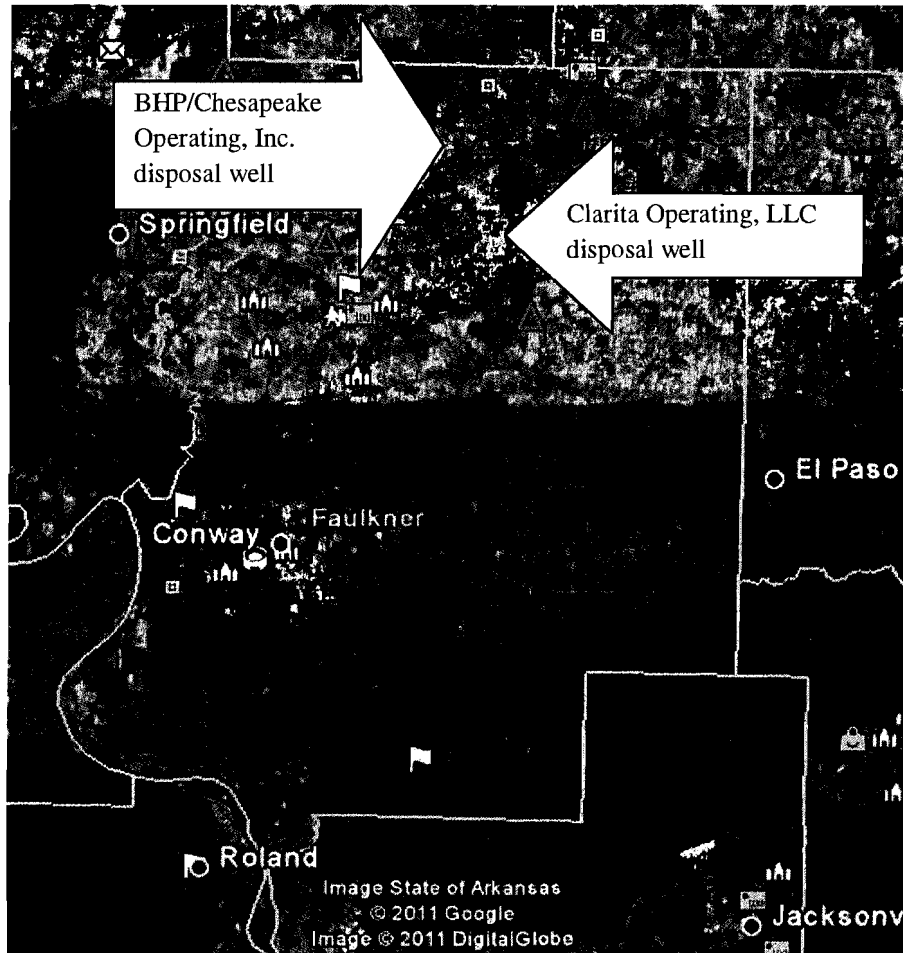 BHP/Chesapeake
Operating, Inc.
disposal well
Springfield
Clarita Operating, LLC
disposal well
El Paso
Faulkner
Conway
Roland
Image State of Arkansas
© 2011 Google
Image © 2011 DigitalGlobe
Jacksonv